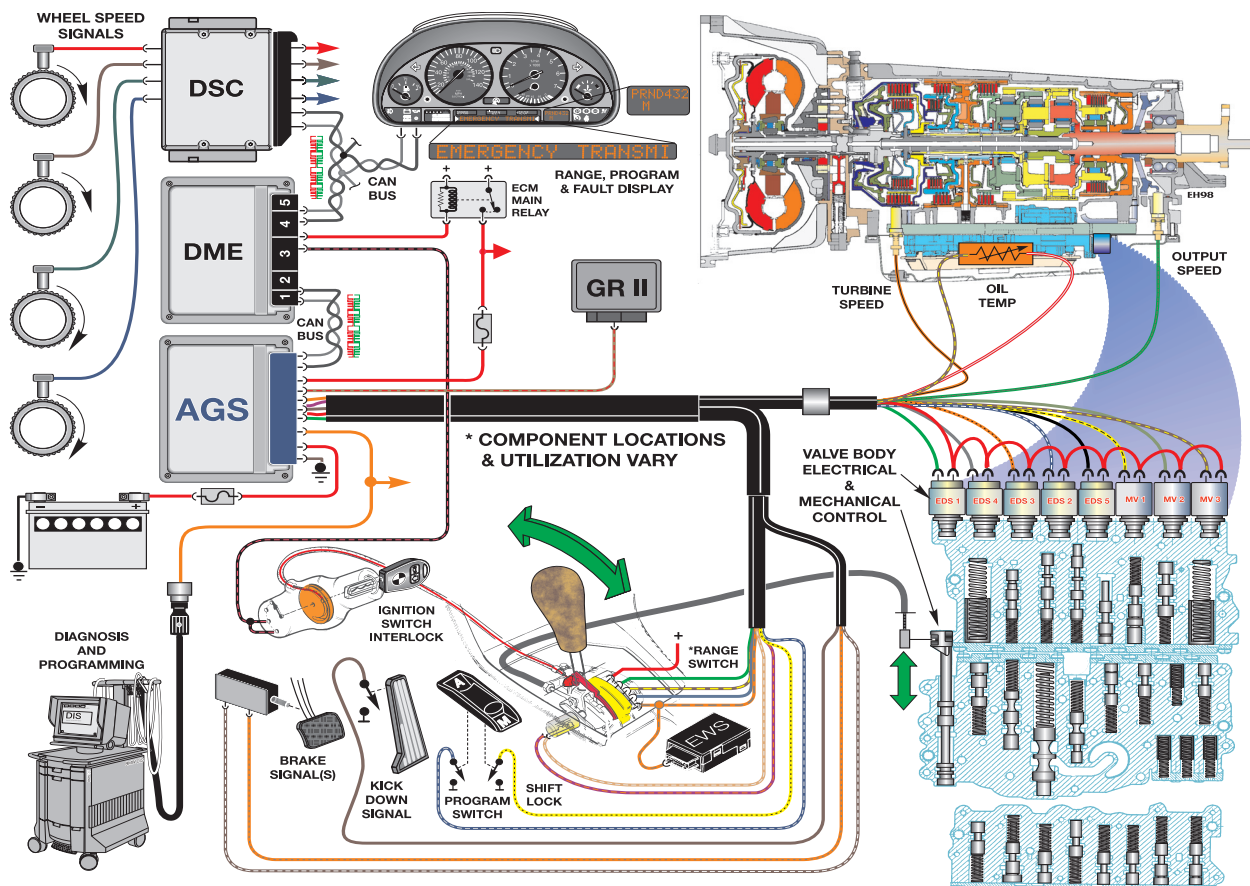 WHEEL SPEED
SIGNALS
DSC
PRND432
M
EMERGENCY TRANSMI
EMERGENCY TRANSMI
RANGE, PROGRAM
& FAULT DISPLAY
CAN
BUS
ECM
MAIN
RELAY
DME
5
4
3
2
1
CAN
BUS
GR II
AGS
EH98
TURBINE
SPEED
OIL
TEMP
OUTPUT
SPEED
* COMPONENT LOCATIONS
& UTILIZATION VARY
VALVE BODY
ELECTRICAL
&
MECHANICAL
CONTROL
EDS 1
EDS 4
EDS 3
EDS 2
EDS 5
MV 1
MV 2
MV 3
IGNITION
SWITCH
INTERLOCK
*RANGE
SWITCH
DIAGNOSIS
AND
PROGRAMMING
DIS
BRAKE
SIGNAL(S)
KICK
DOWN
SIGNAL
A
M
PROGRAM
SWITCH
SHIFT
LOCK
EWS